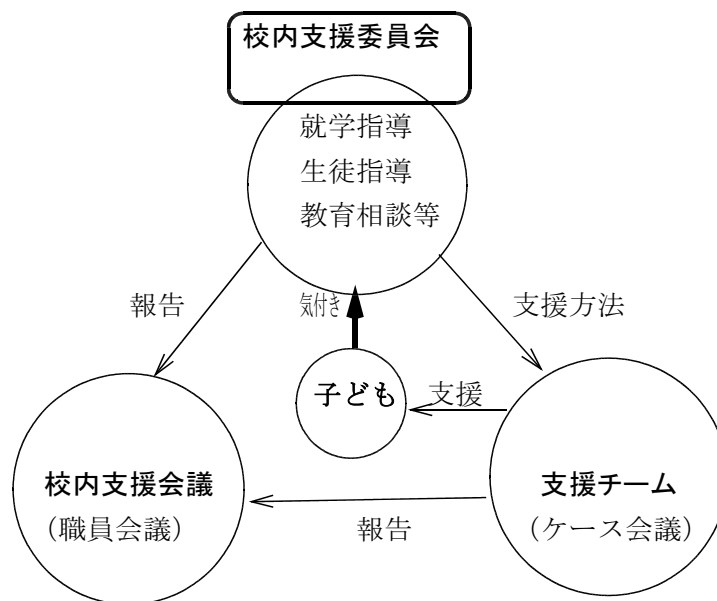 校内支援委員会
就学指導
生徒指導
教育相談等
報告
気付き
支援方法
子ども
支援
校内支援会議
（職員会議）
支援チーム
（ケース会議）
報告